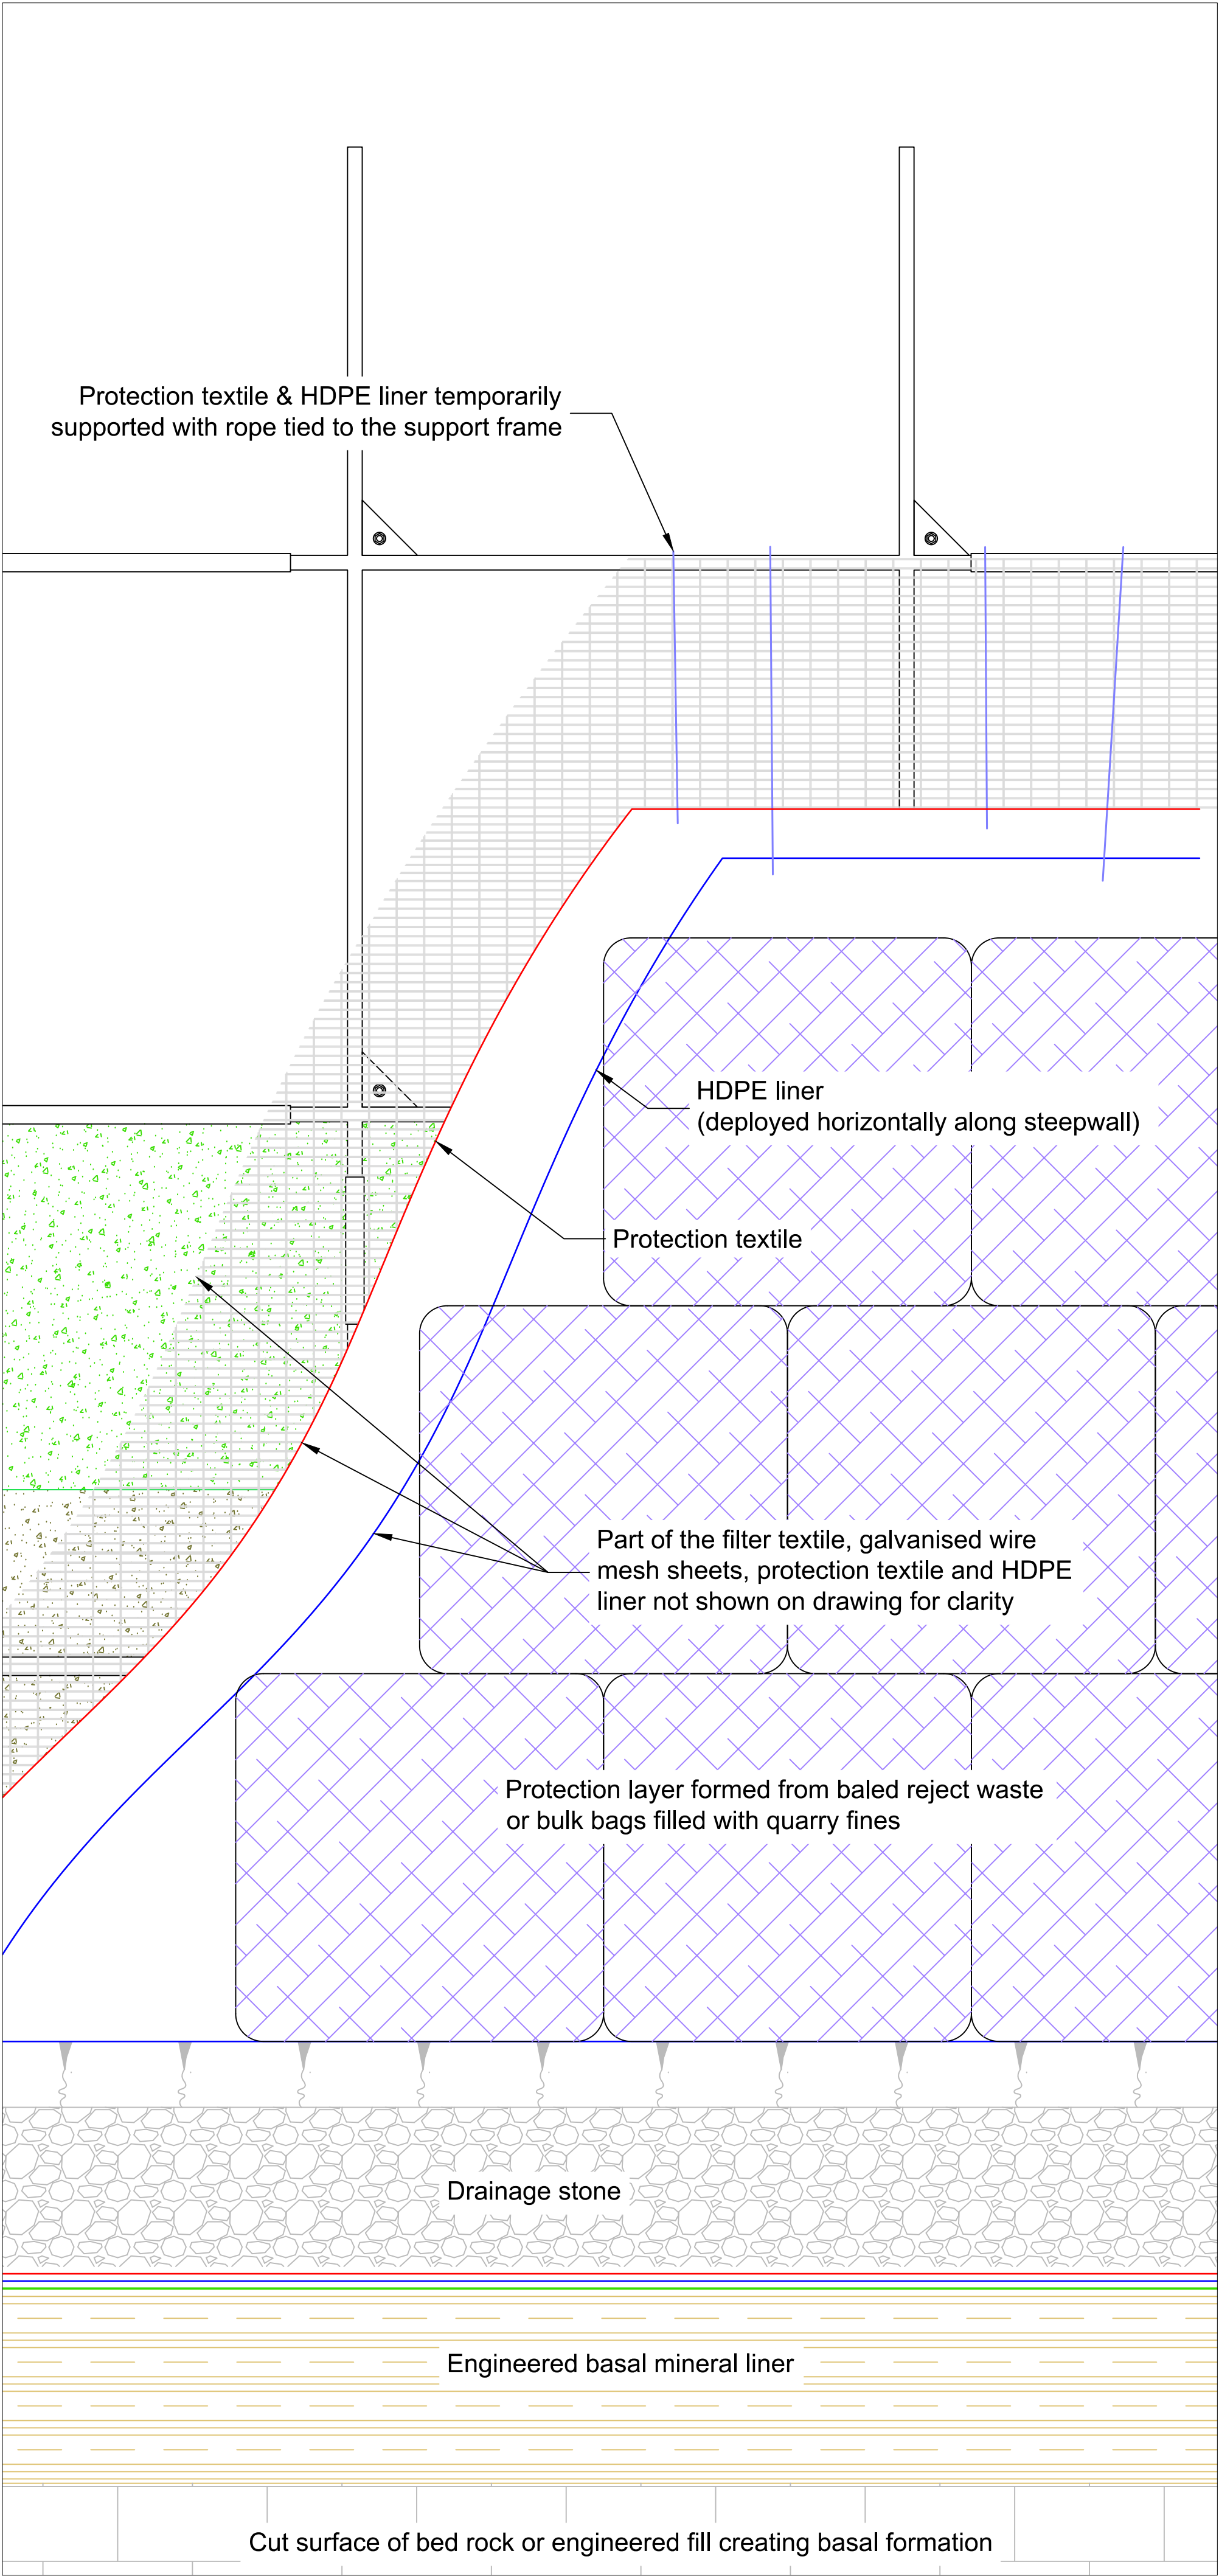 Protection textile & HDPE liner temporarily
supported with rope tied to the support frame
HDPE liner
(deployed horizontally along steepwall)
Protection textile
Part of the filter textile, galvanised wire
mesh sheets, protection textile and HDPE
liner not shown on drawing for clarity
Protection layer formed from baled reject waste
or bulk bags filled with quarry fines
Drainage stone
Engineered basal mineral liner
Cut surface of bed rock or engineered fill creating basal formation